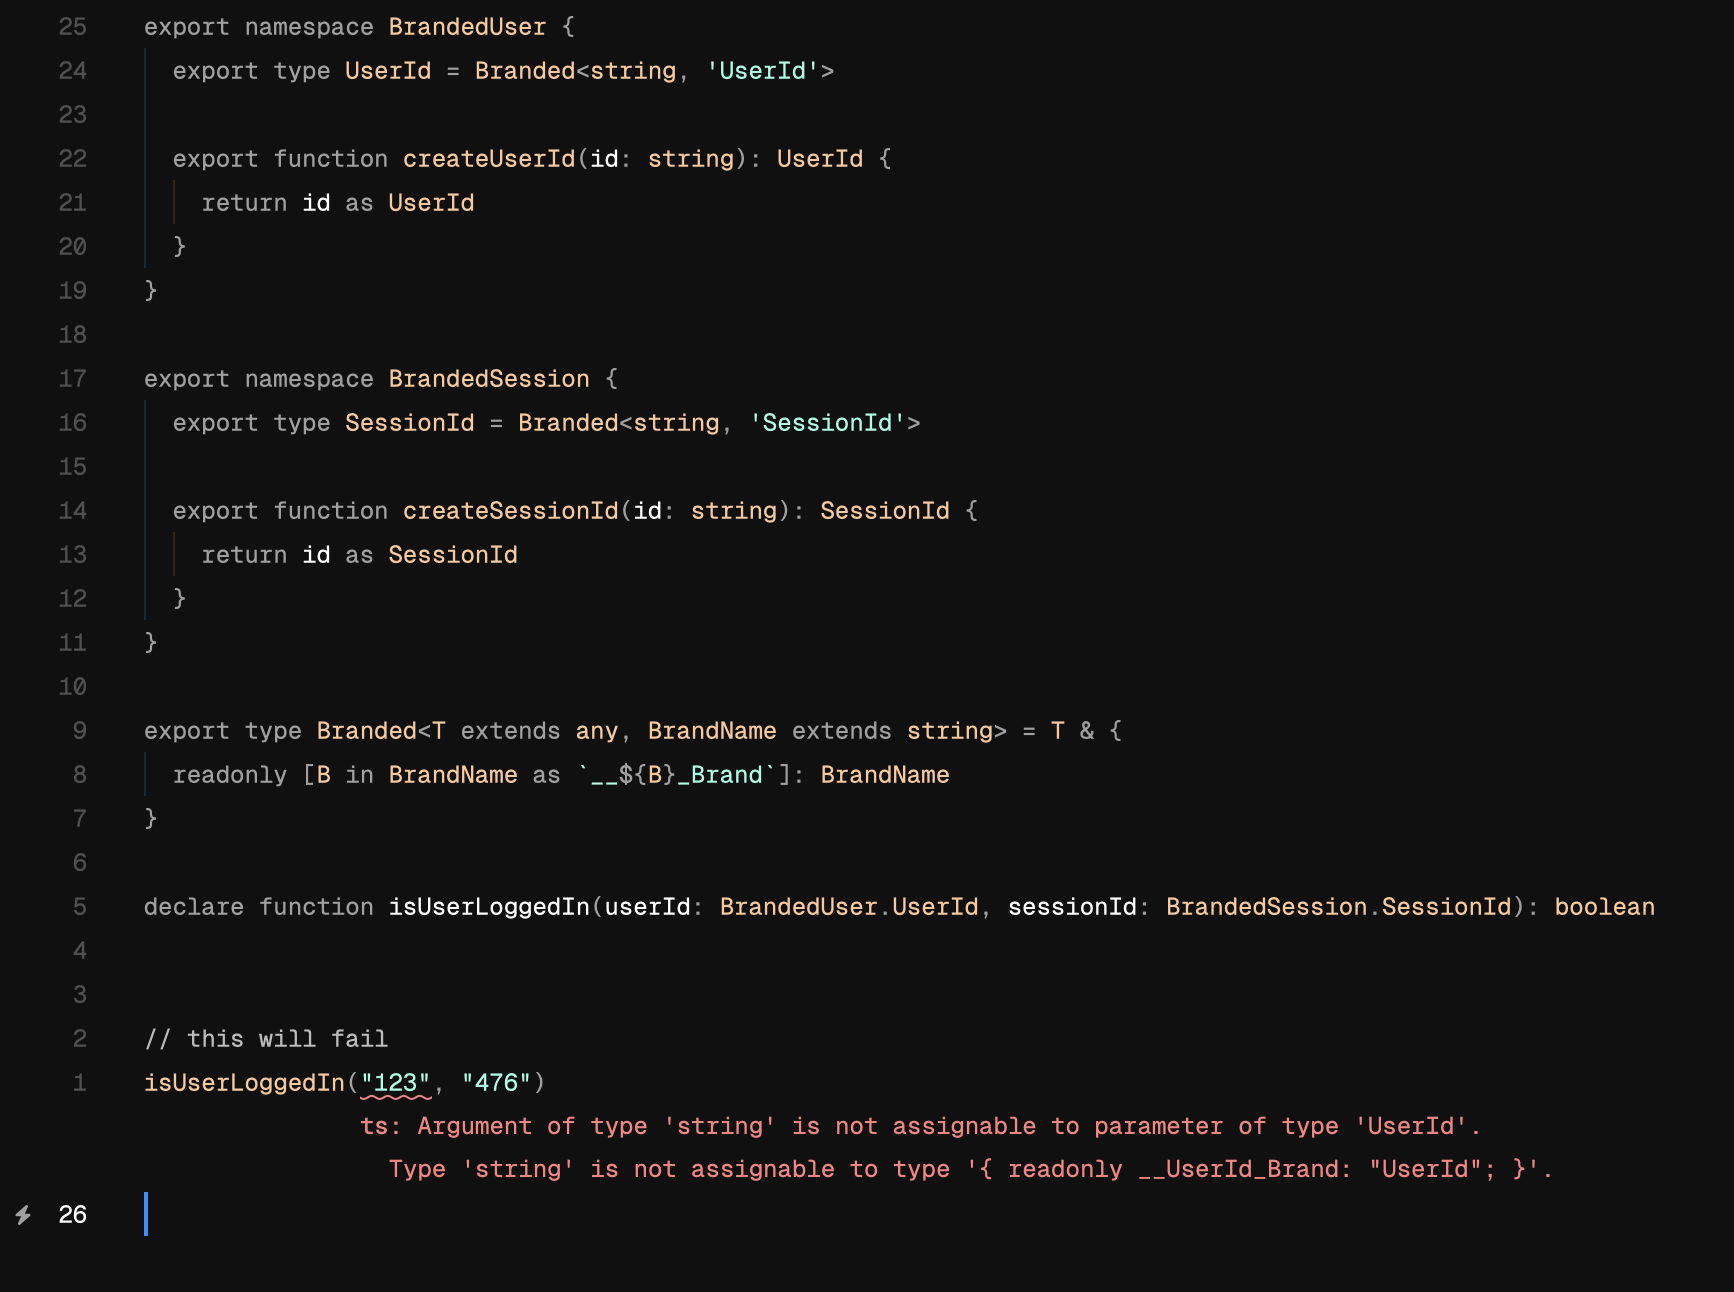 25 export namespace BrandedUser {
24 export type UserId = Branded<string, 'UserId'>
23
22 export function createUserId(id: string): UserId {
21 return id as UserId
20 }
19 }
18
17 export namespace BrandedSession {
16 export type SessionId = Branded<string, 'SessionId'>
15
14 export function createSessionId(id: string): SessionId {
13 return id as SessionId
12 }
11 }
10
9 export type Branded<T extends any, BrandName extends string> = T & {
8 readonly [B in BrandName as `__${B}_Brand`]: BrandName
7 }
6
5 declare function isUserLoggedIn(userId: BrandedUser.UserId, sessionId: BrandedSession.SessionId): boolean
4
3
2 // this will fail
1 isUserLoggedIn("123", "476")
ts: Argument of type 'string' is not assignable to parameter of type 'UserId'.
Type 'string' is not assignable to type '{ readonly __UserId_Brand: "UserId"; }'.
26